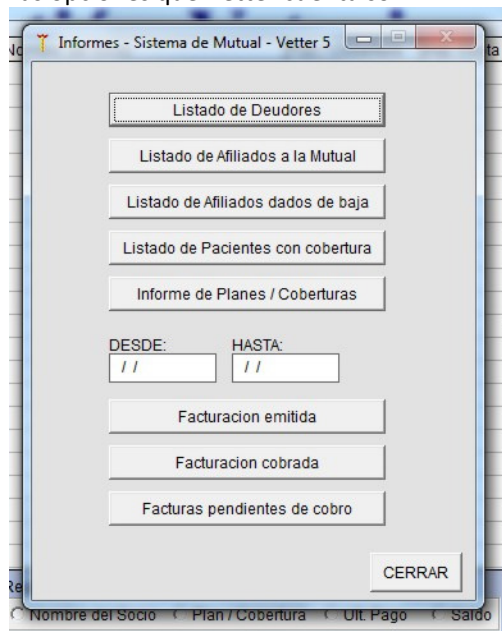 Informes - Sistema de Mutual - Vetter 5
Listado de Deudores
Listado de Afiliados a la Mutual
Listado de Afiliados dados de baja
Listado de Pacientes con cobertura
Informe de Planes / Coberturas
DESDE: HASTA:
/ / / /
Facturacion emitida
Facturacion cobrada
Facturas pendientes de cobro
CERRAR
Nombre del Socio Plan / Cobertura Ult. Pago Saldo